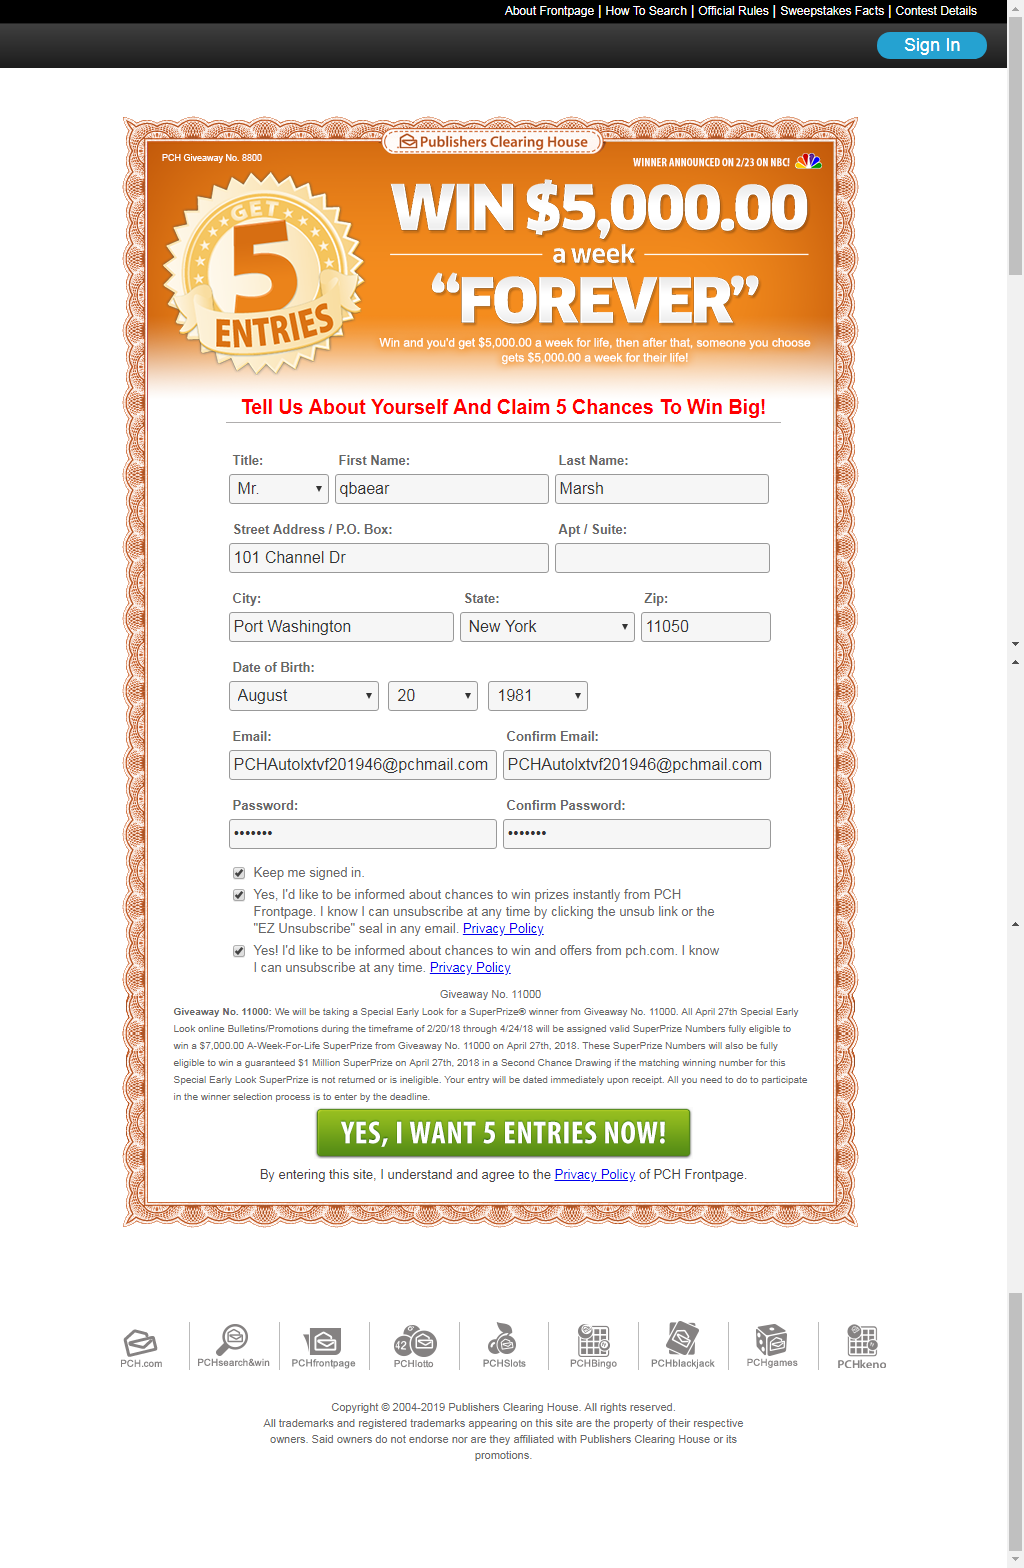 About Frontpage | How To Search | Official Rules | Sweepstakes Facts | Contest Details
Sign In
Publishers Clearing House
PCH Giveaway No. 8800
WINNER ANNOUNCED ON 2/23 ON NBC!
GET
5
ENTRIES
WIN $5,000.00
a week
“FOREVER”
Win and you'd get $5,000.00 a week for life, then after that, someone you choose
gets $5,000.00 a week for their life!
Tell Us About Yourself And Claim 5 Chances To Win Big!
Title: First Name: Last Name:
Mr. qbaear Marsh
Street Address / P.O. Box: Apt / Suite:
101 Channel Dr
City: State: Zip:
Port Washington New York 11050
Date of Birth:
August 20 1981
Email: Confirm Email:
PCHAutolxtvf201946@pchmail.com PCHAutolxtvf201946@pchmail.com
Password: Confirm Password:
••••••• •••••••
Keep me signed in.
Yes, I'd like to be informed about chances to win prizes instantly from PCH
Frontpage. I know I can unsubscribe at any time by clicking the unsub link or the
"EZ Unsubscribe" seal in any email. Privacy Policy
Yes! I'd like to be informed about chances to win and offers from pch.com. I know
I can unsubscribe at any time. Privacy Policy
Giveaway No. 11000
Giveaway No. 11000: We will be taking a Special Early Look for a SuperPrize® winner from Giveaway No. 11000. All April 27th Special Early
Look online Bulletins/Promotions during the timeframe of 2/20/18 through 4/24/18 will be assigned valid SuperPrize Numbers fully eligible to
win a $7,000.00 A-Week-For-Life SuperPrize from Giveaway No. 11000 on April 27th, 2018. These SuperPrize Numbers will also be fully
eligible to win a guaranteed $1 Million SuperPrize on April 27th, 2018 in a Second Chance Drawing if the matching winning number for this
Special Early Look SuperPrize is not returned or is ineligible. Your entry will be dated immediately upon receipt. All you need to do to participate
in the winner selection process is to enter by the deadline.
YES, I WANT 5 ENTRIES NOW!
By entering this site, I understand and agree to the Privacy Policy of PCH Frontpage.
42
PCH.com PCHsearch&win PCHfrontpage PCHlotto PCHSlots PCHBingo PCHblackjack PCHgames PCHkeno
Copyright © 2004-2019 Publishers Clearing House. All rights reserved.
All trademarks and registered trademarks appearing on this site are the property of their respective
owners. Said owners do not endorse nor are they affiliated with Publishers Clearing House or its
promotions.